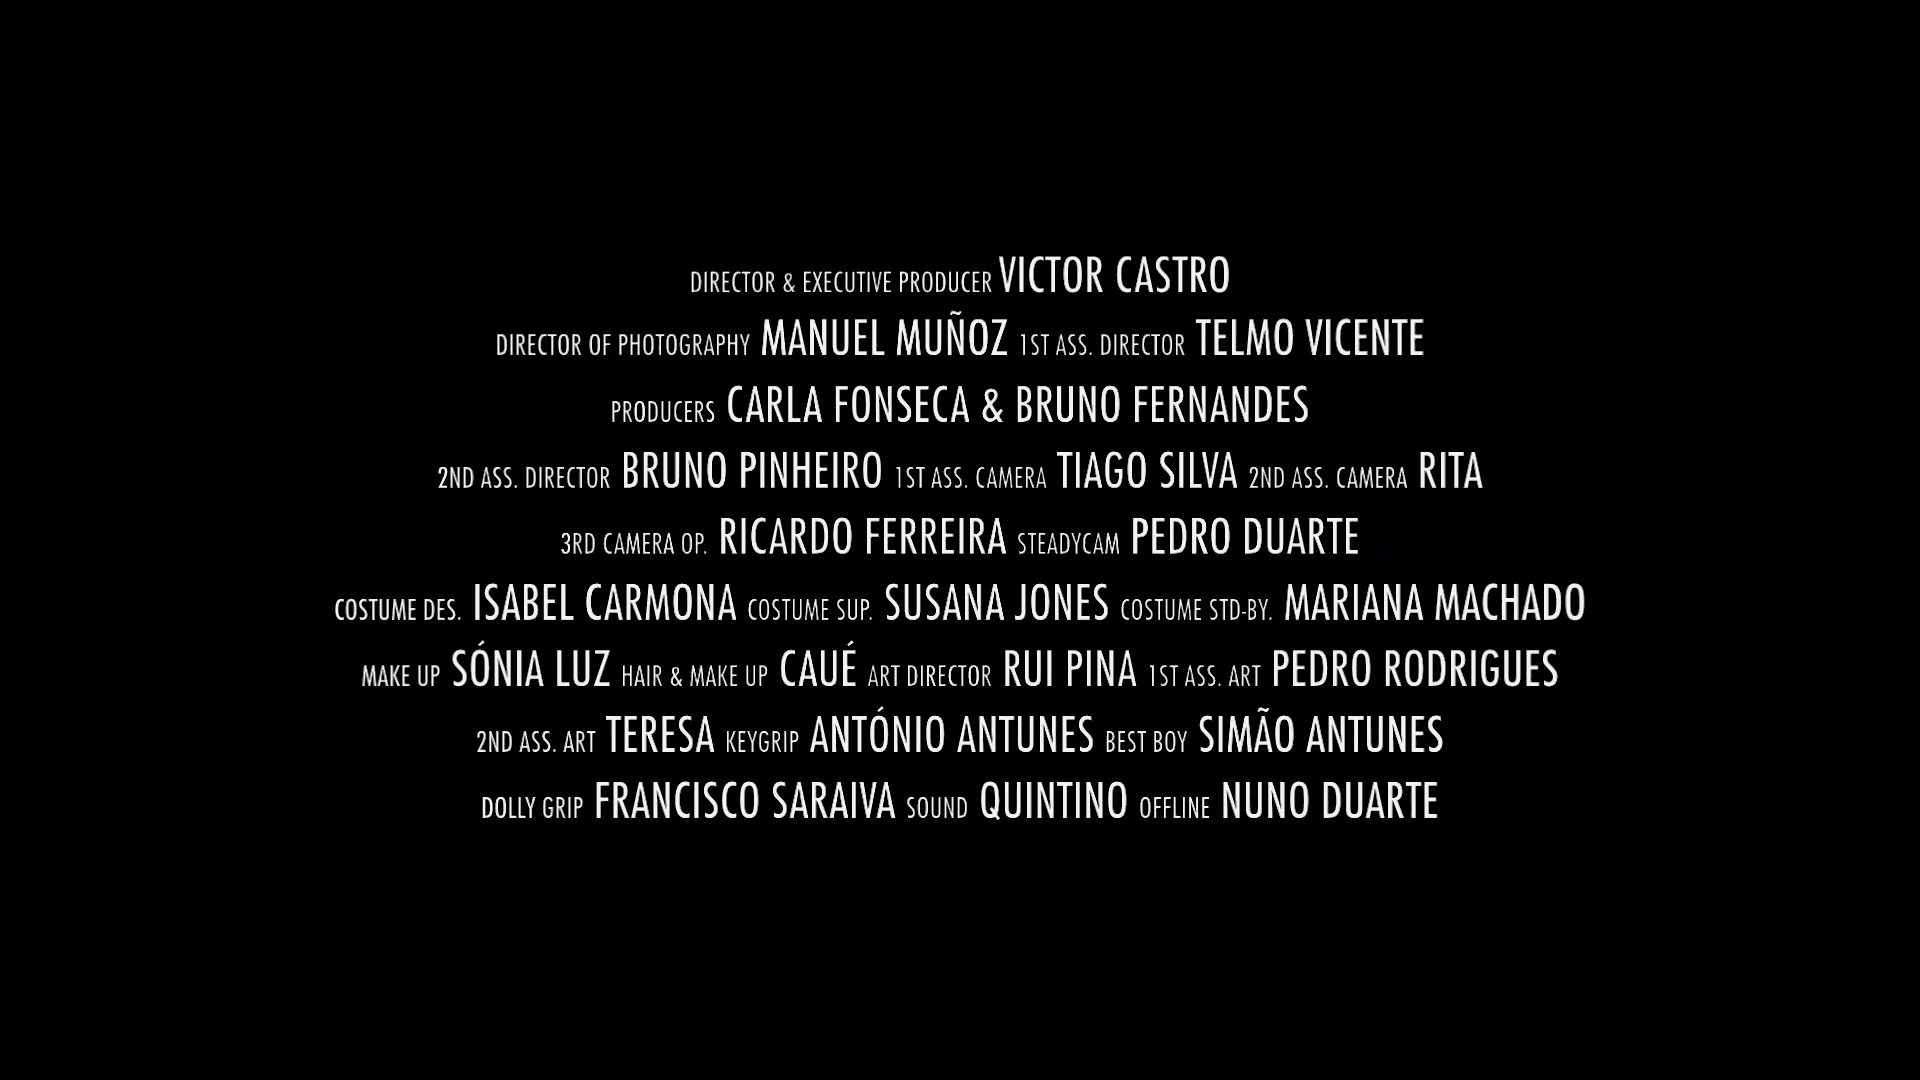 DIRECTOR & EXECUTIVE PRODUCER VICTOR CASTRO
DIRECTOR OF PHOTOGRAPHY MANUEL MUÑOZ 1ST ASS. DIRECTOR TELMO VICENTE
PRODUCERS CARLA FONSECA & BRUNO FERNANDES
2ND ASS. DIRECTOR BRUNO PINHEIRO 1ST ASS. CAMERA TIAGO SILVA 2ND ASS. CAMERA RITA
3RD CAMERA OP. RICARDO FERREIRA STEADYCAM PEDRO DUARTE
COSTUME DES. ISABEL CARMONA COSTUME SUP. SUSANA JONES COSTUME STD-BY. MARIANA MACHADO
MAKE UP SÓNIA LUZ HAIR & MAKE UP CAUÉ ART DIRECTOR RUI PINA 1ST ASS. ART PEDRO RODRIGUES
2ND ASS. ART TERESA KEYGRIP ANTÓNIO ANTUNES BEST BOY SIMÃO ANTUNES
DOLLY GRIP FRANCISCO SARAIVA SOUND QUINTINO OFFLINE NUNO DUARTE